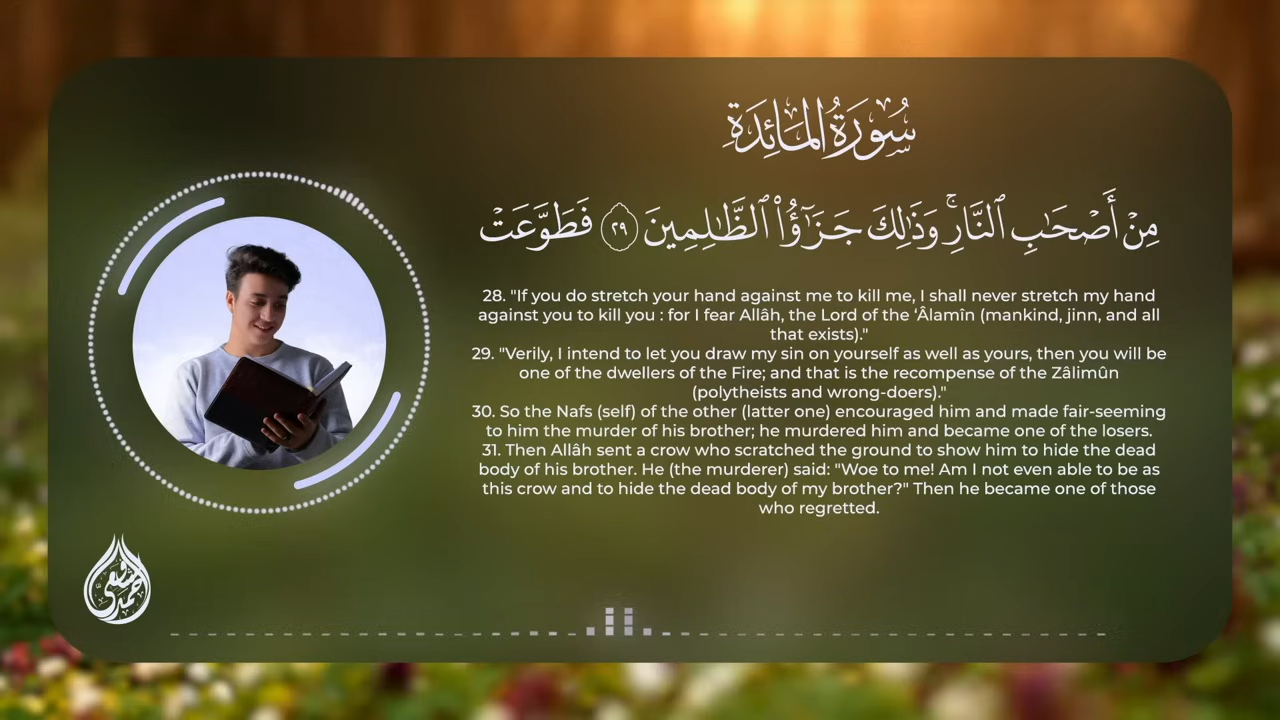 سُورَةُ المَائِدَةِ
مِنْ أَصْحَٰبِ ٱلنَّارِ ۚ وَذَٰلِكَ جَزَٰٓؤُا۟ ٱلظَّٰلِمِينَ ٢٩ فَطَوَّعَتْ
28. "If you do stretch your hand against me to kill me, I shall never stretch my hand
against you to kill you : for I fear Allâh, the Lord of the ‘Âlamîn (mankind, jinn, and all
that exists)."
29. "Verily, I intend to let you draw my sin on yourself as well as yours, then you will be
one of the dwellers of the Fire; and that is the recompense of the Zâlimûn
(polytheists and wrong-doers)."
30. So the Nafs (self) of the other (latter one) encouraged him and made fair-seeming
to him the murder of his brother; he murdered him and became one of the losers.
31. Then Allâh sent a crow who scratched the ground to show him to hide the dead
body of his brother. He (the murderer) said: "Woe to me! Am I not even able to be as
this crow and to hide the dead body of my brother?" Then he became one of those
who regretted.